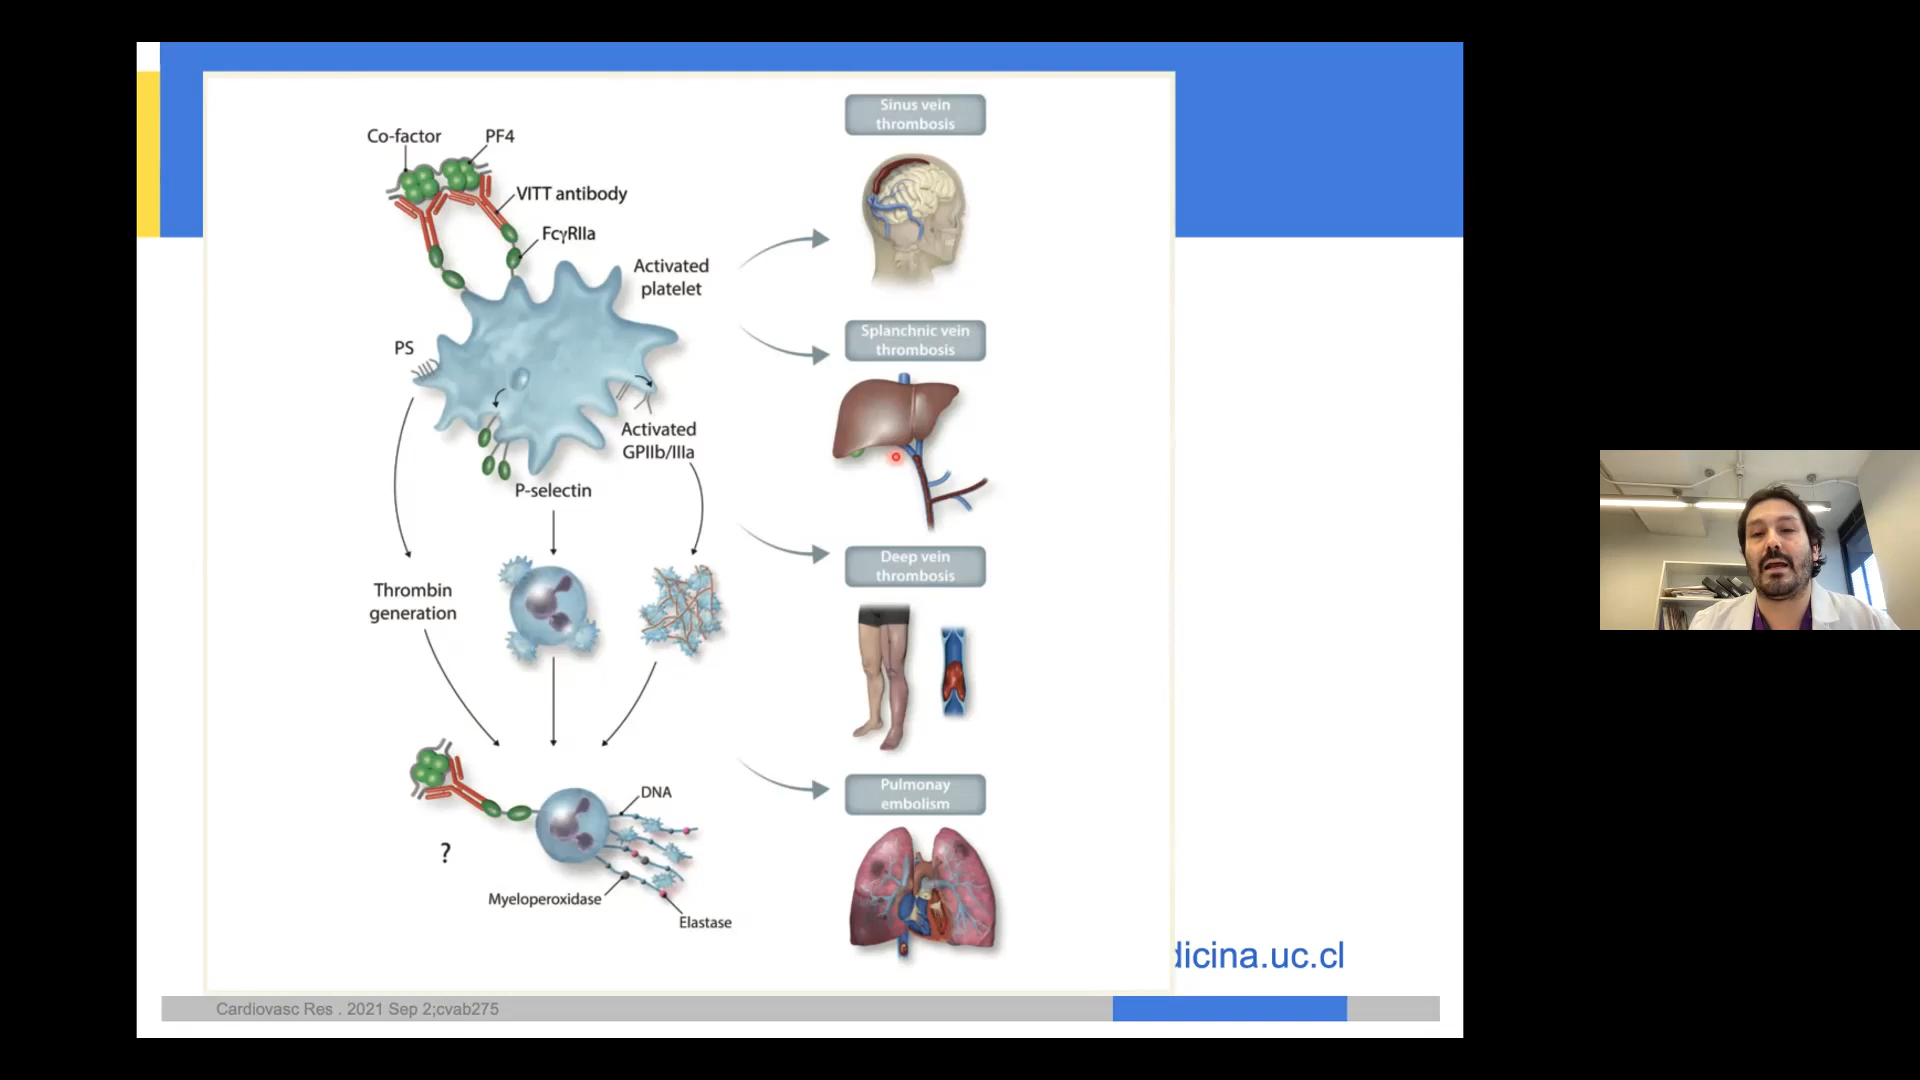 Co-factor
PF4
VITT antibody
FcγRIIa
Activated
platelet
PS
Activated
GPIIb/IIIa
P-selectin
Thrombin
generation
DNA
?
Myeloperoxidase
Elastase
Sinus vein
thrombosis
Splanchnic vein
thrombosis
Deep vein
thrombosis
Pulmonay
embolism
dicina.uc.cl
Cardiovasc Res . 2021 Sep 2;cvab275